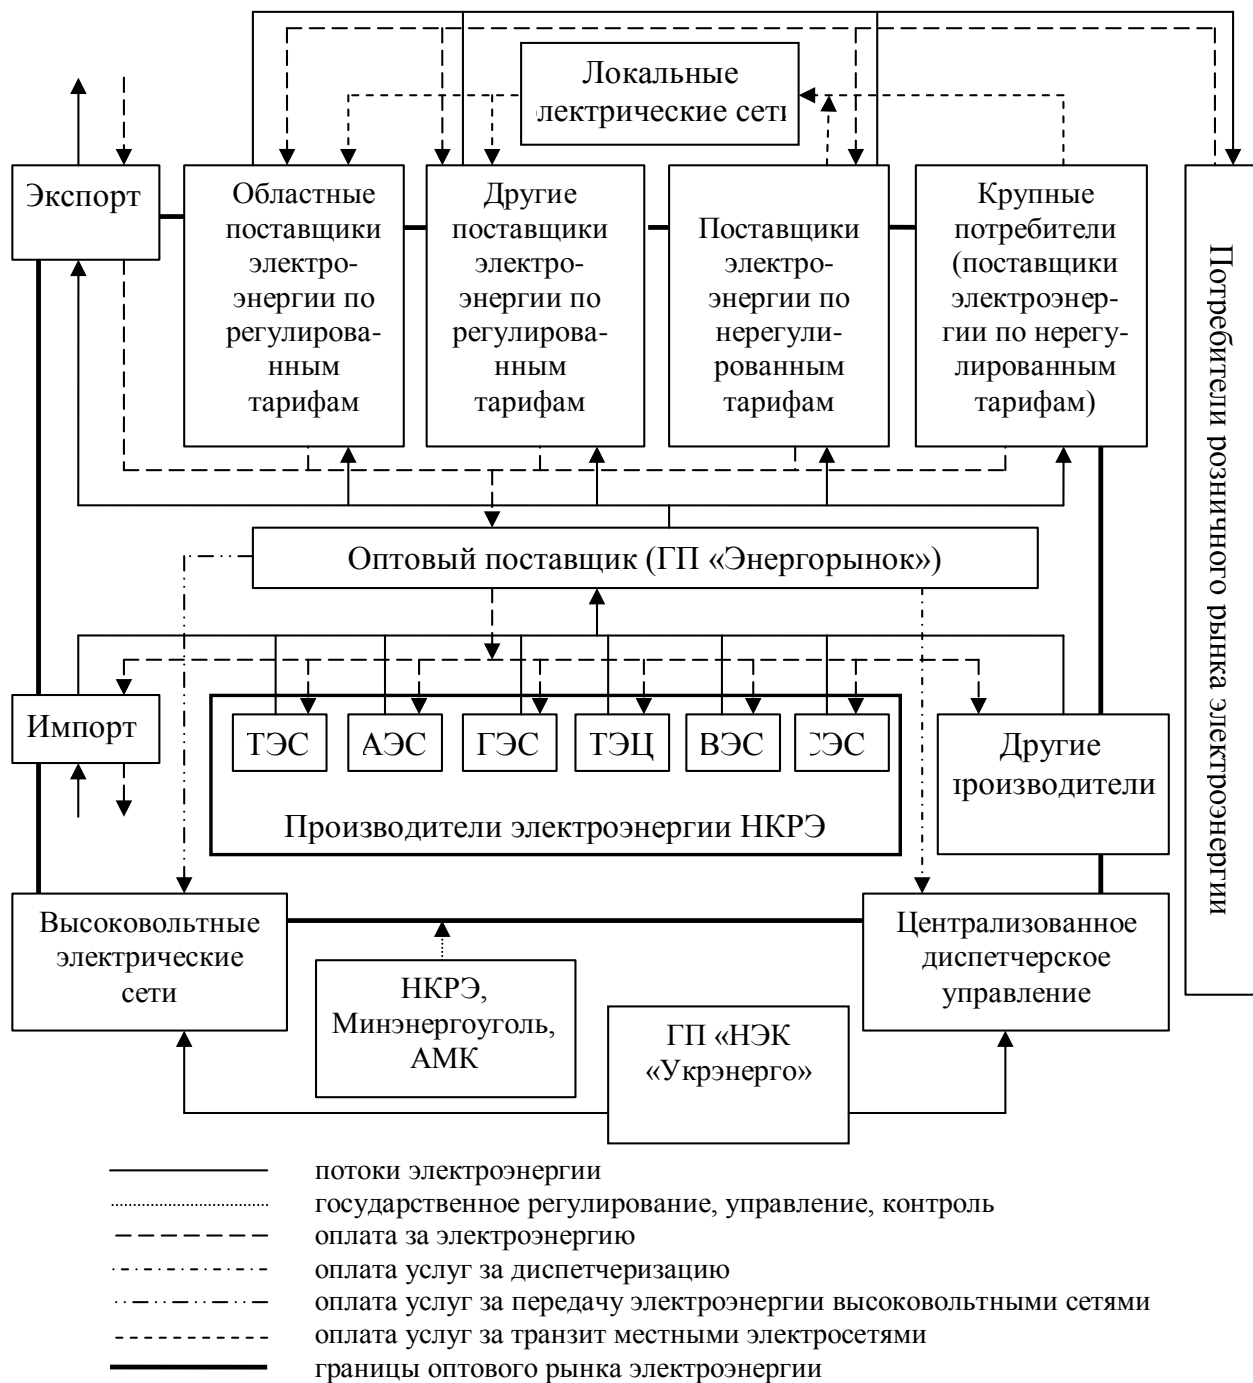 Локальные
лектрические сет
Экспорт
Областные
поставщики
электро-
энергии по
регулирова-
нным
тарифам
Другие
поставщики
электро-
энергии по
регулирова-
нным
тарифам
Поставщики
электро-
энергии по
нерегули-
рованным
тарифам
Крупные
потребители
(поставщики
электроэнер-
гии по нерегу-
лированным
тарифам)
Потребители розничного рынка электроэнергии
Оптовый поставщик (ГП «Энергорынок»)
Импорт
ТЭС
АЭС
ГЭС
ТЭЦ
ВЭС
СЭС
Производители электроэнергии НКРЭ
Другие
производители
Высоковольтные
электрические
сети
Централизованное
диспетчерское
управление
НКРЭ,
Минэнергоуголь,
АМК
ГП «НЭК
«Укрэнерго»
потоки электроэнергии
государственное регулирование, управление, контроль
оплата за электроэнергию
оплата услуг за диспетчеризацию
оплата услуг за передачу электроэнергии высоковольтными сетями
оплата услуг за транзит местными электросетями
границы оптового рынка электроэнергии